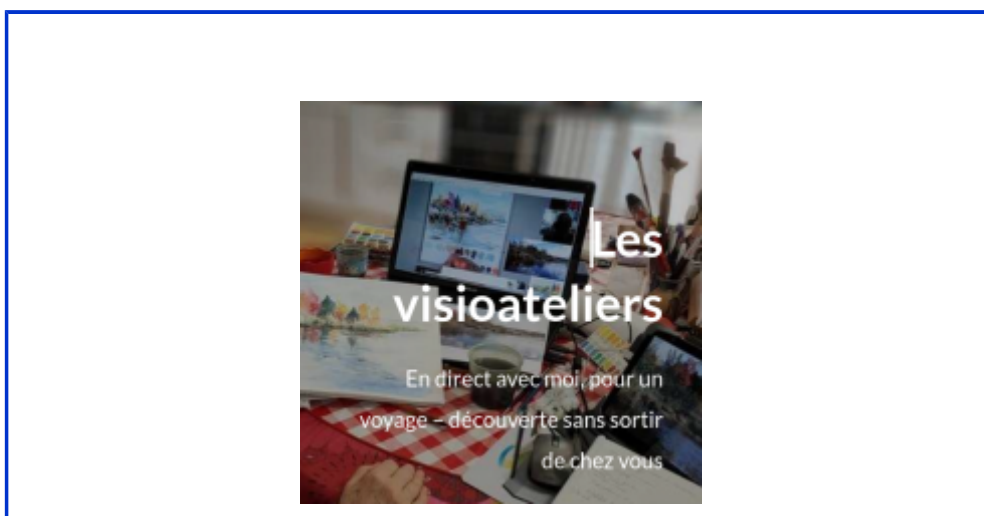 Les
visioateliers
En direct avec moi, pour un
voyage – découverte sans sortir
de chez vous